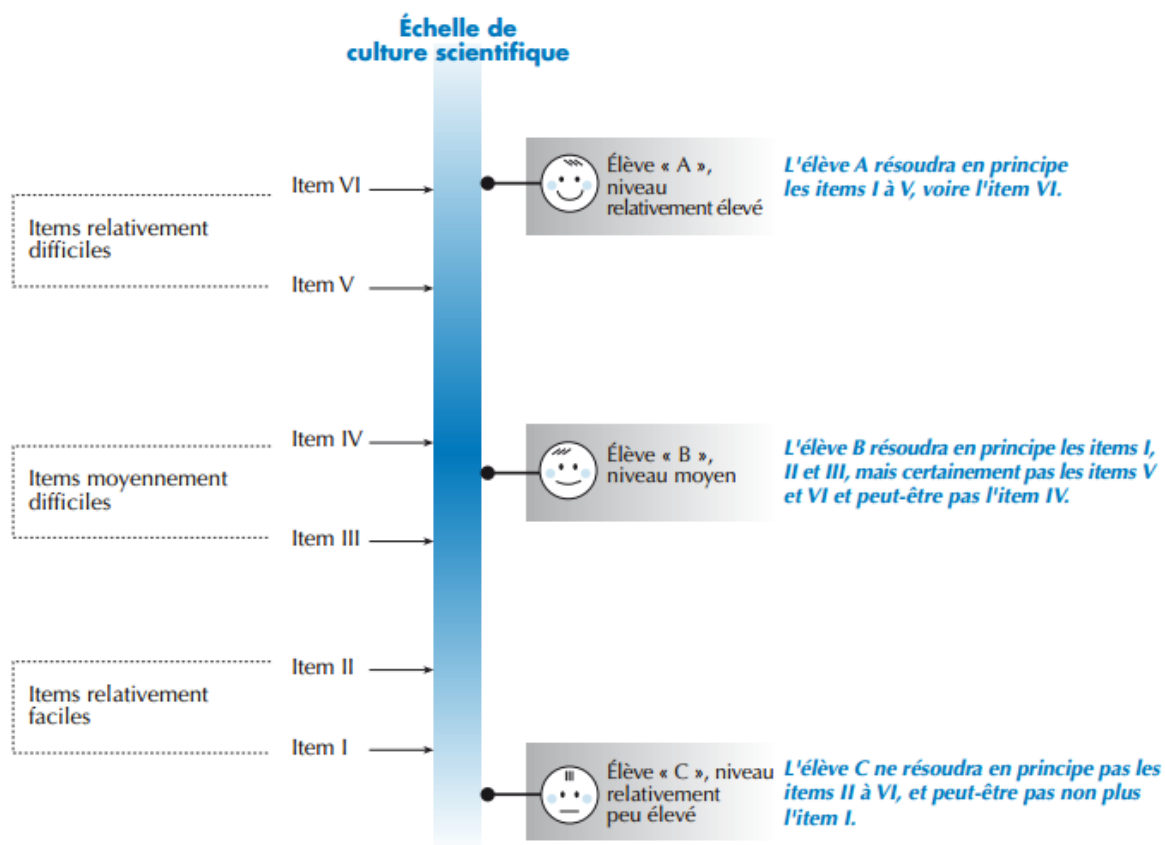 Échelle de
culture scientifique
Item VI
Items relativement
difficiles
Item V
Élève « A »,
niveau
relativement élevé
L'élève A résoudra en principe
les items I à V, voire l'item VI.
Item IV
Items moyennement
difficiles
Item III
Élève « B »,
niveau moyen
L'élève B résoudra en principe les items I,
II et III, mais certainement pas les items V
et VI et peut-être pas l'item IV.
Item II
Items relativement
faciles
Item I
Élève « C », niveau
relativement
peu élevé
L'élève C ne résoudra en principe pas les
items II à VI, et peut-être pas non plus
l'item I.